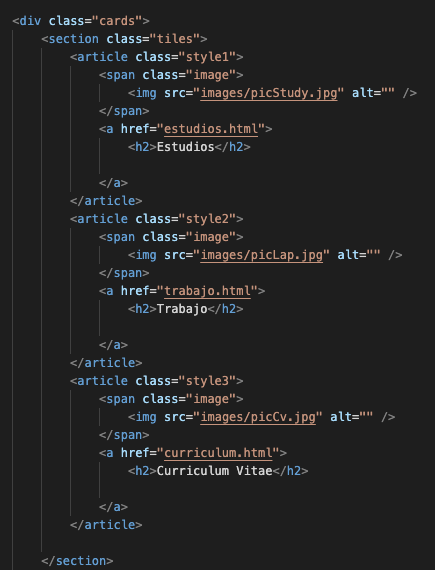 <div class="cards">
<section class="tiles">
<article class="style1">
<span class="image">
<img src="images/picStudy.jpg" alt="" />
</span>
<a href="estudios.html">
<h2>Estudios</h2>
</a>
</article>
<article class="style2">
<span class="image">
<img src="images/picLap.jpg" alt="" />
</span>
<a href="trabajo.html">
<h2>Trabajo</h2>
</a>
</article>
<article class="style3">
<span class="image">
<img src="images/picCv.jpg" alt="" />
</span>
<a href="curriculum.html">
<h2>Curriculum Vitae</h2>
</a>
</article>
</section>